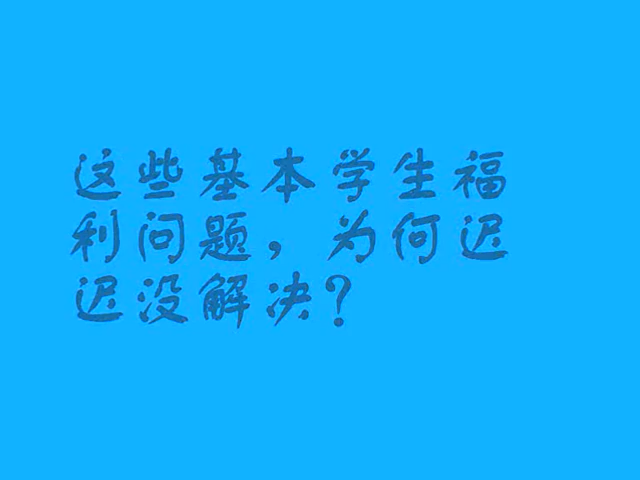 这些基本学生福
利问题，为何迟
迟没解决？